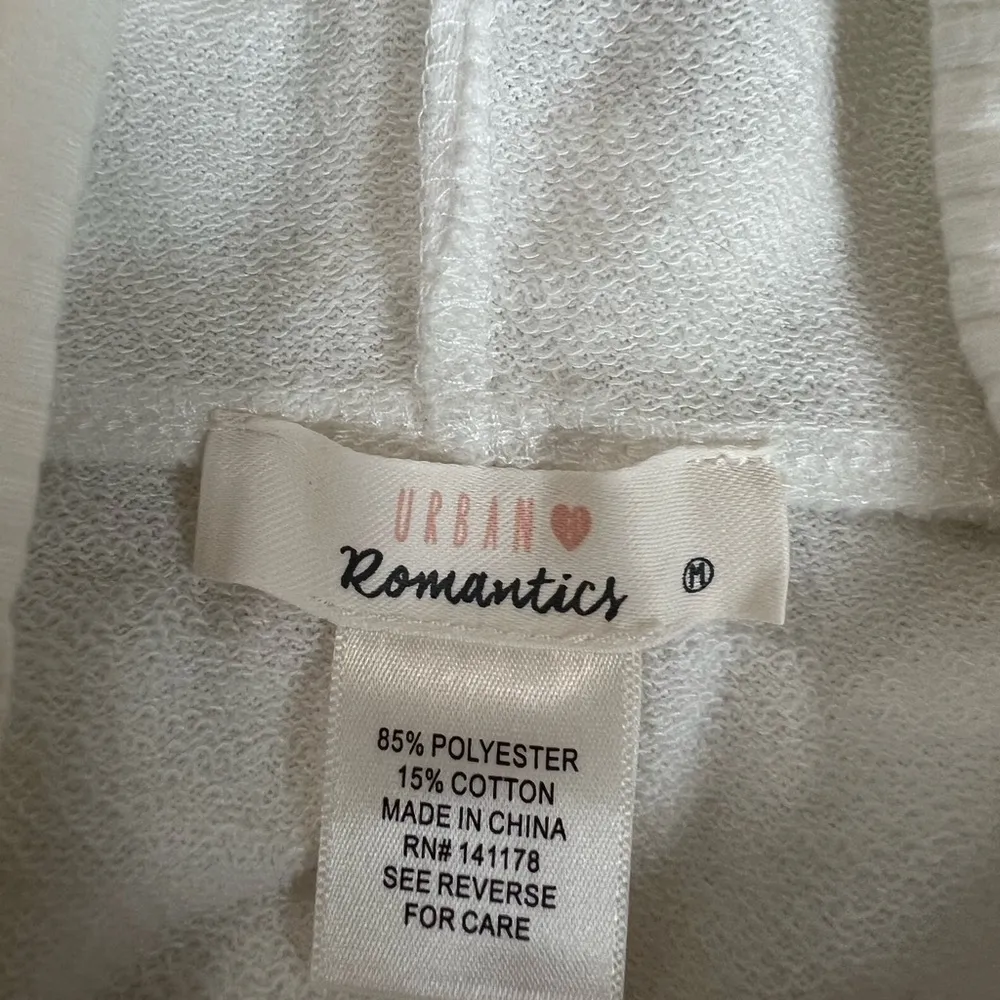 URBAN
Romantics
M
85% POLYESTER
15% COTTON
MADE IN CHINA
RN# 141178
SEE REVERSE
FOR CARE